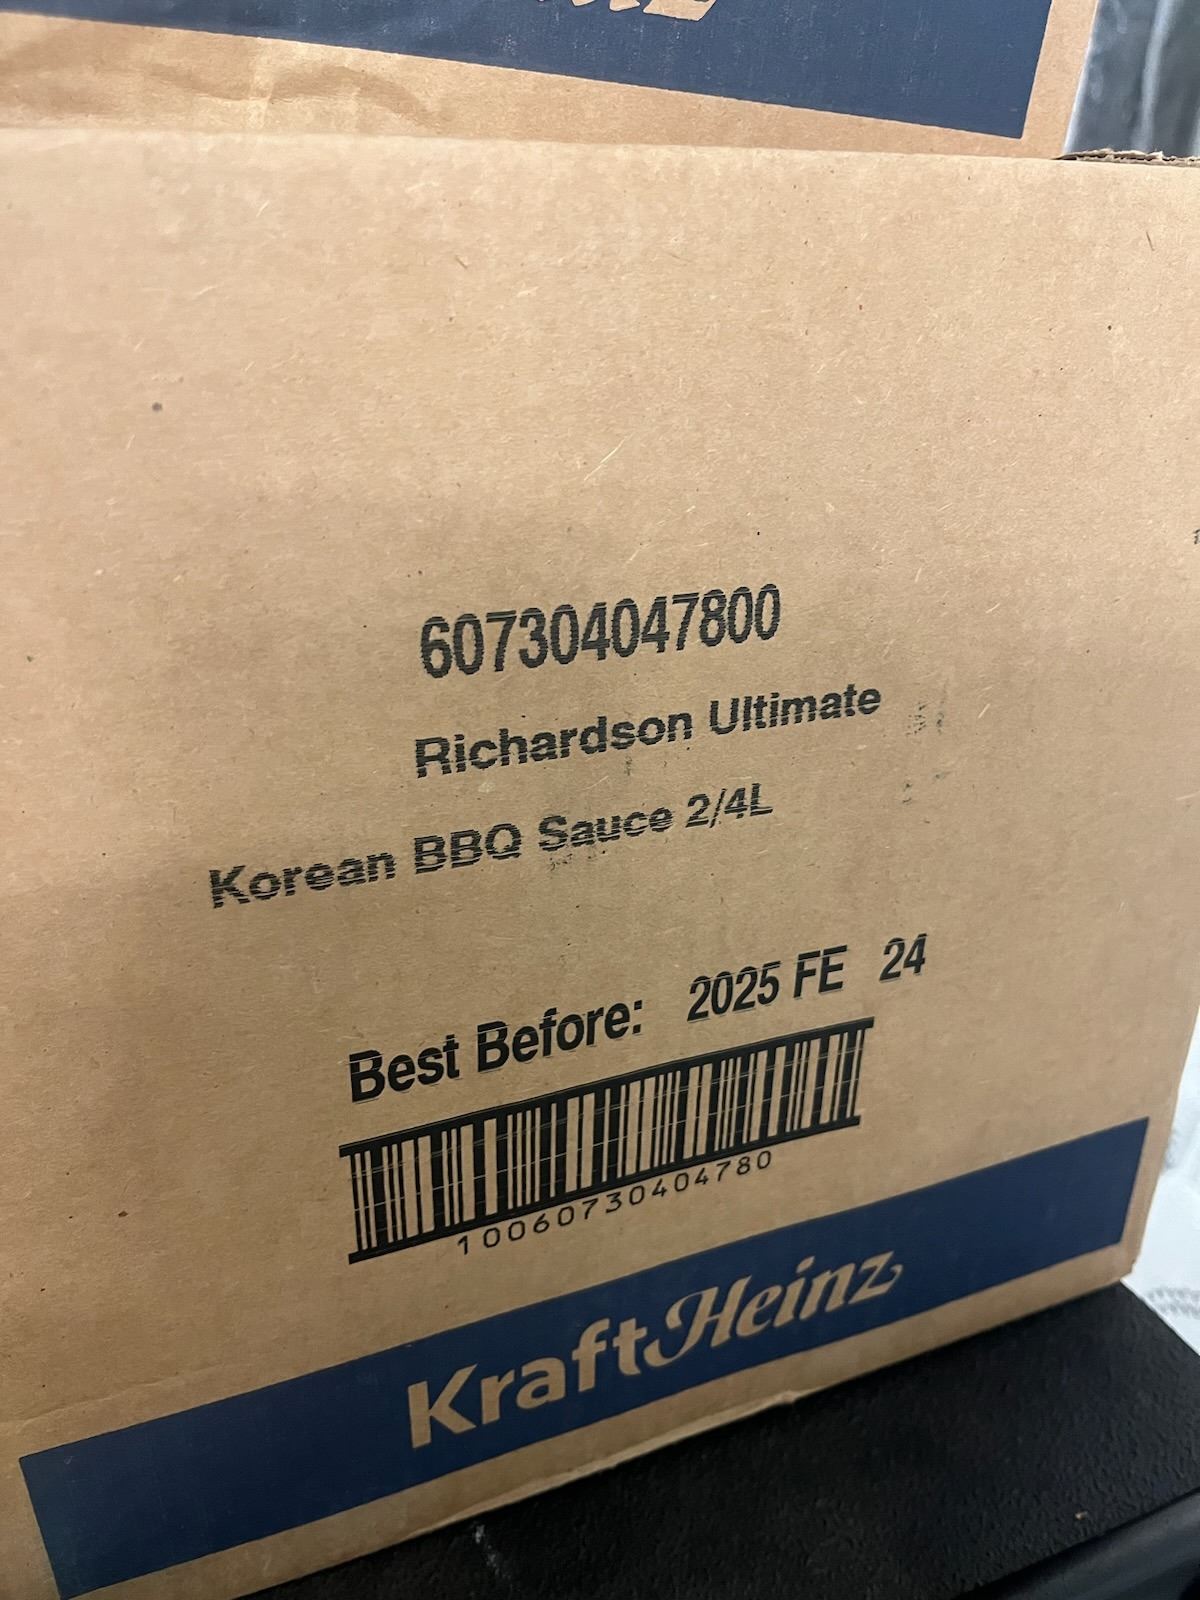 607304047800
Richardson Ultimate
Korean BBQ Sauce 2/4L
Best Before: 2025 FE 24
10060730404780
KraftHeinz